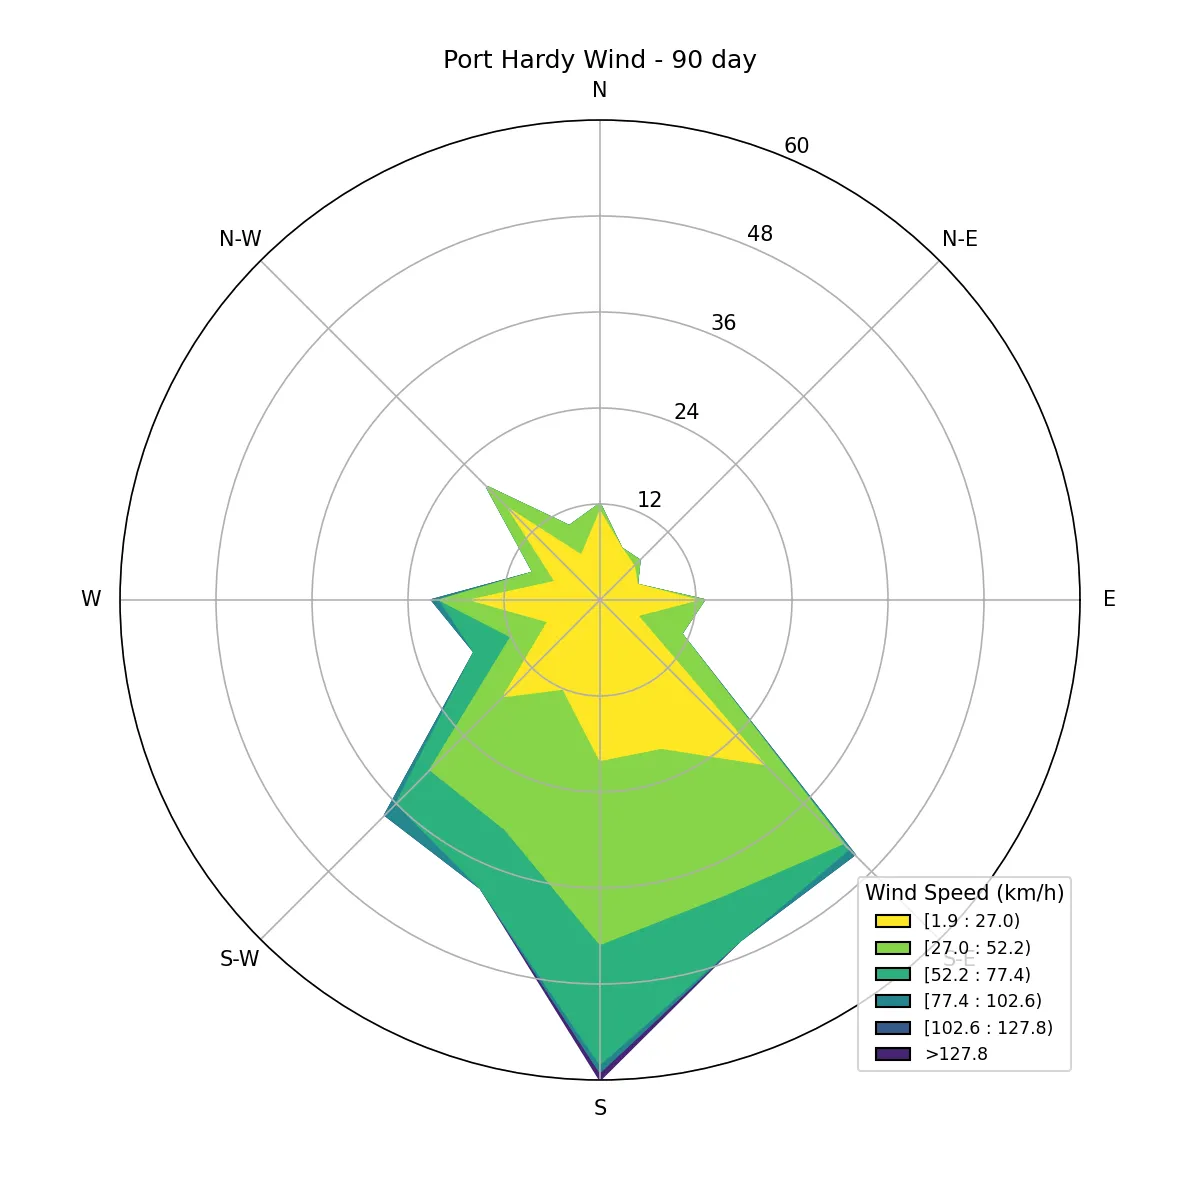 Port Hardy Wind - 90 day
N
60
N-W
48
N-E
36
24
12
W
E
Wind Speed (km/h)
[1.9 : 27.0)
[27.0 : 52.2)
S-W
S-E
[52.2 : 77.4)
[77.4 : 102.6)
[102.6 : 127.8)
>127.8
S